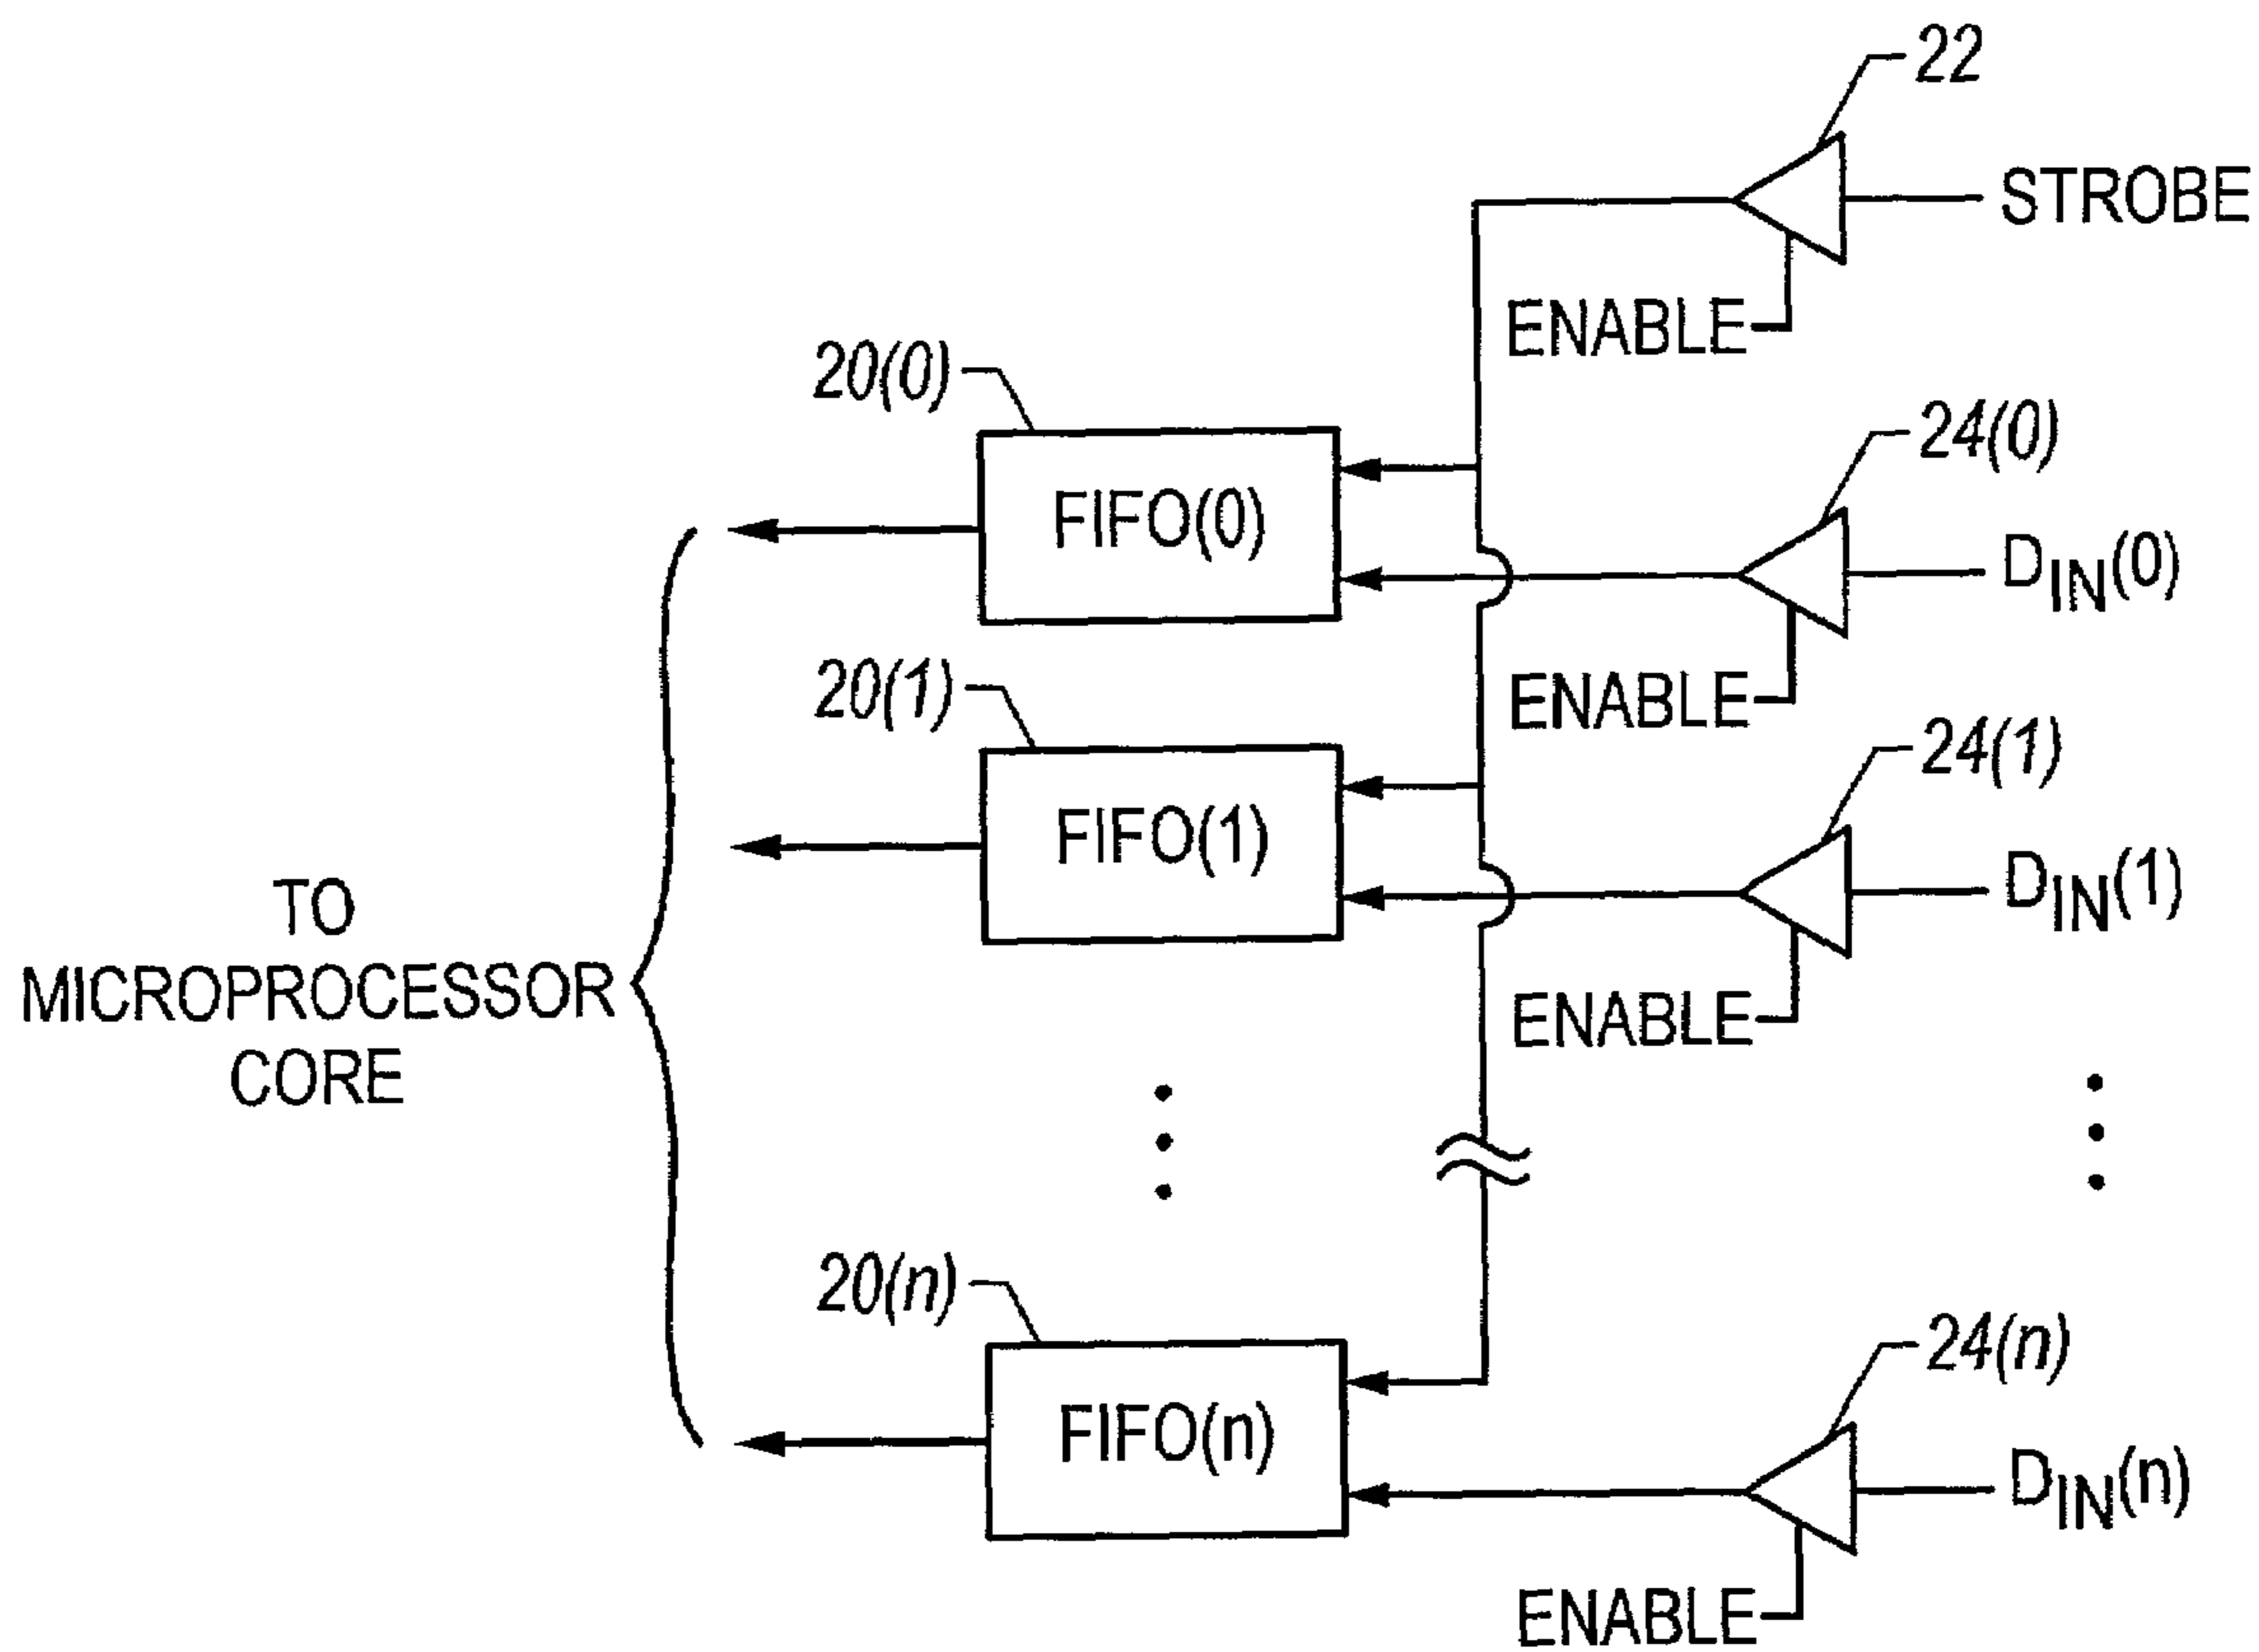 22
STROBE
ENABLE
20(0)
24(0)
FIFO(0)
DIN(0)
ENABLE
20(1)
24(1)
FIFO(1)
DIN(1)
TO
MICROPROCESSOR
CORE
ENABLE
20(n)
24(n)
FIFO(n)
DIN(n)
ENABLE